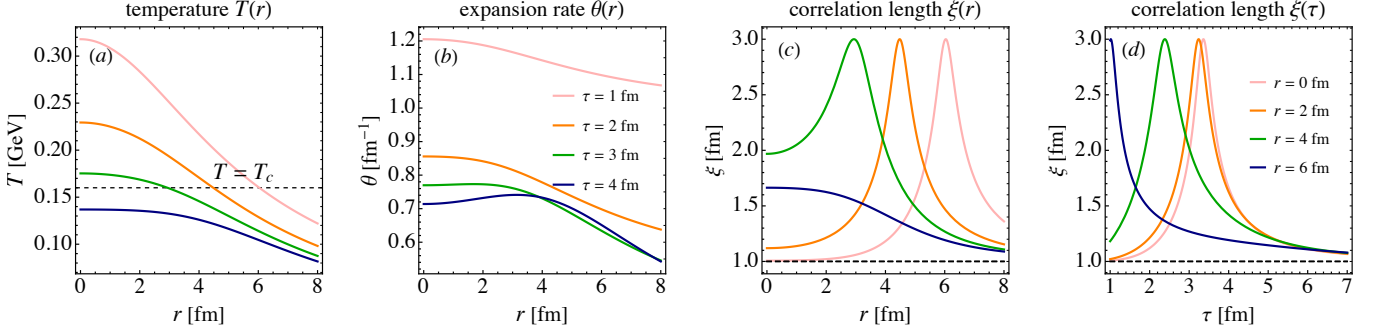 temperature T(r)
(a)
T = T_c
T [GeV]
0.30
0.25
0.20
0.15
0.10
0 2 4 6 8
r [fm]
expansion rate θ(r)
(b)
τ = 1 fm
τ = 2 fm
τ = 3 fm
τ = 4 fm
θ [fm⁻¹]
1.2
1.1
1.0
0.9
0.8
0.7
0.6
0 2 4 6 8
r [fm]
correlation length ξ(r)
(c)
ξ [fm]
3.0
2.5
2.0
1.5
1.0
0 2 4 6 8
r [fm]
correlation length ξ(τ)
(d)
r = 0 fm
r = 2 fm
r = 4 fm
r = 6 fm
ξ [fm]
3.0
2.5
2.0
1.5
1.0
1 2 3 4 5 6 7
τ [fm]